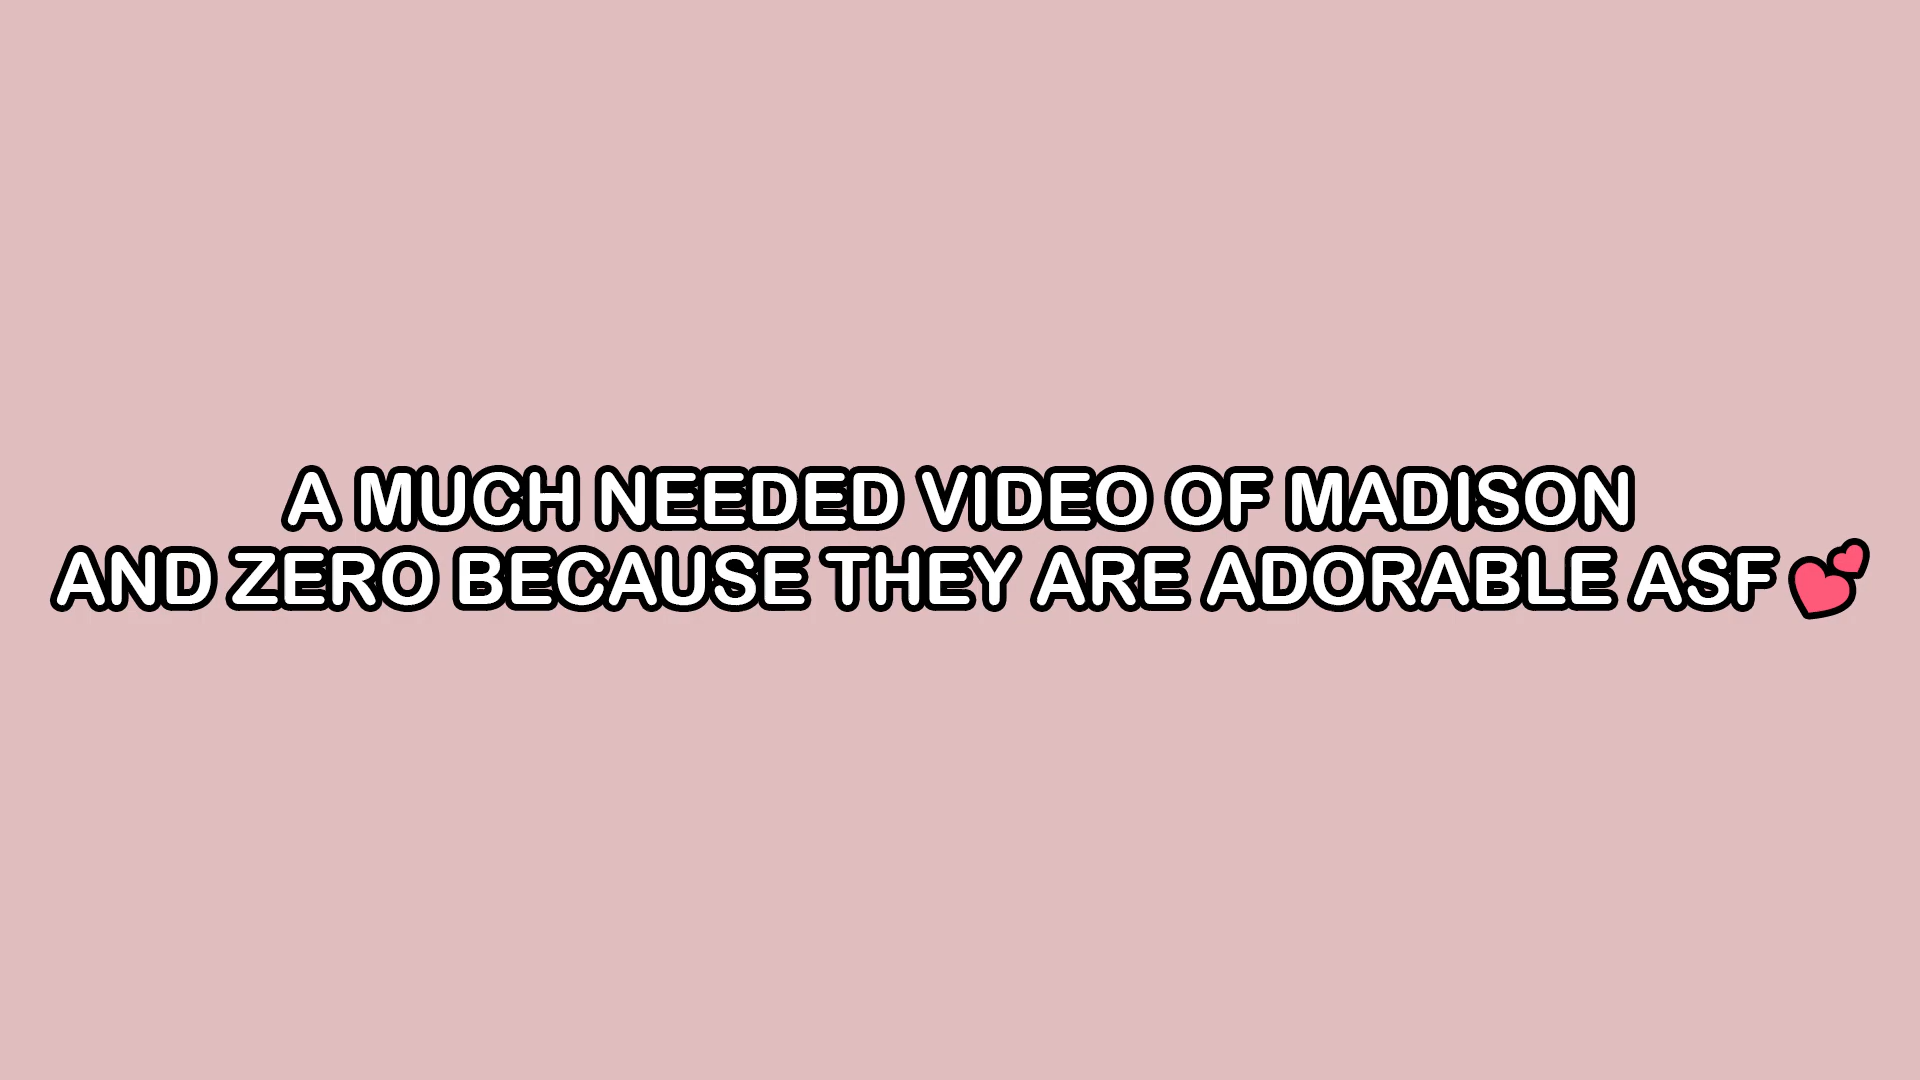 A MUCH NEEDED VIDEO OF MADISON
AND ZERO BECAUSE THEY ARE ADORABLE ASF 💕